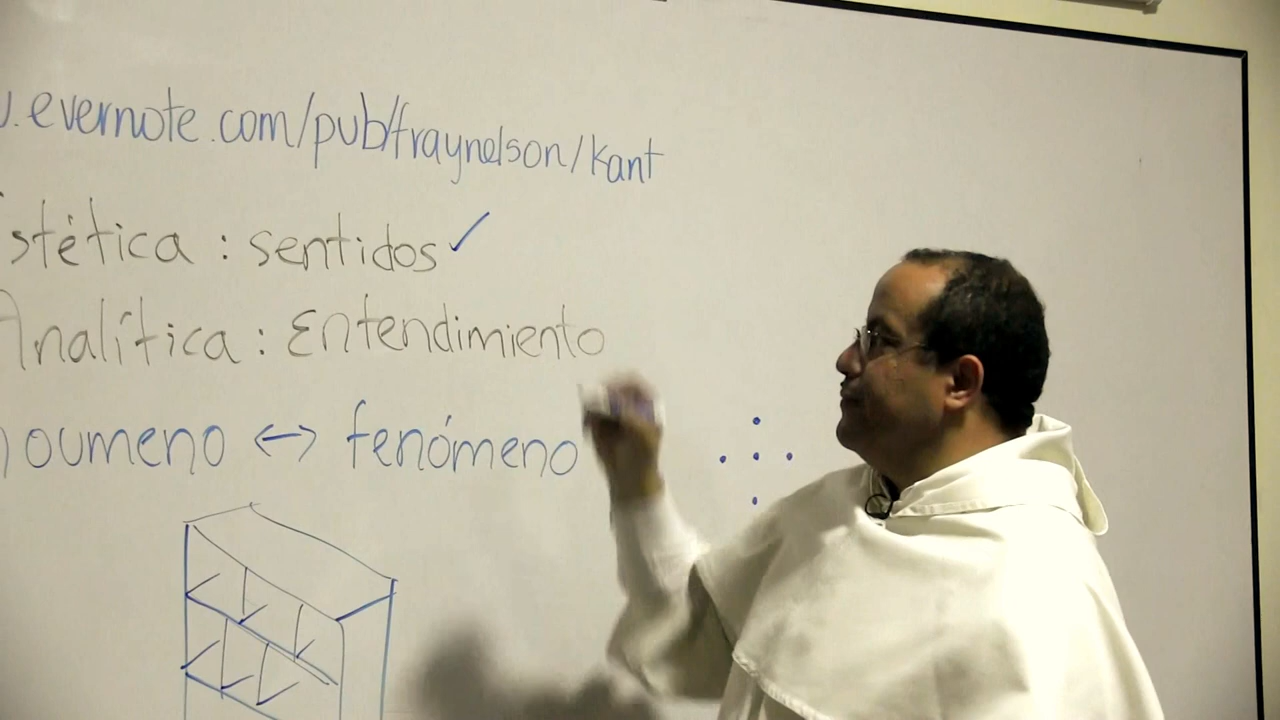 .evernote.com/pub/fraynelson/kant
stética : sentidos ✓
Analítica : Entendimiento
noumeno <-> fenómeno